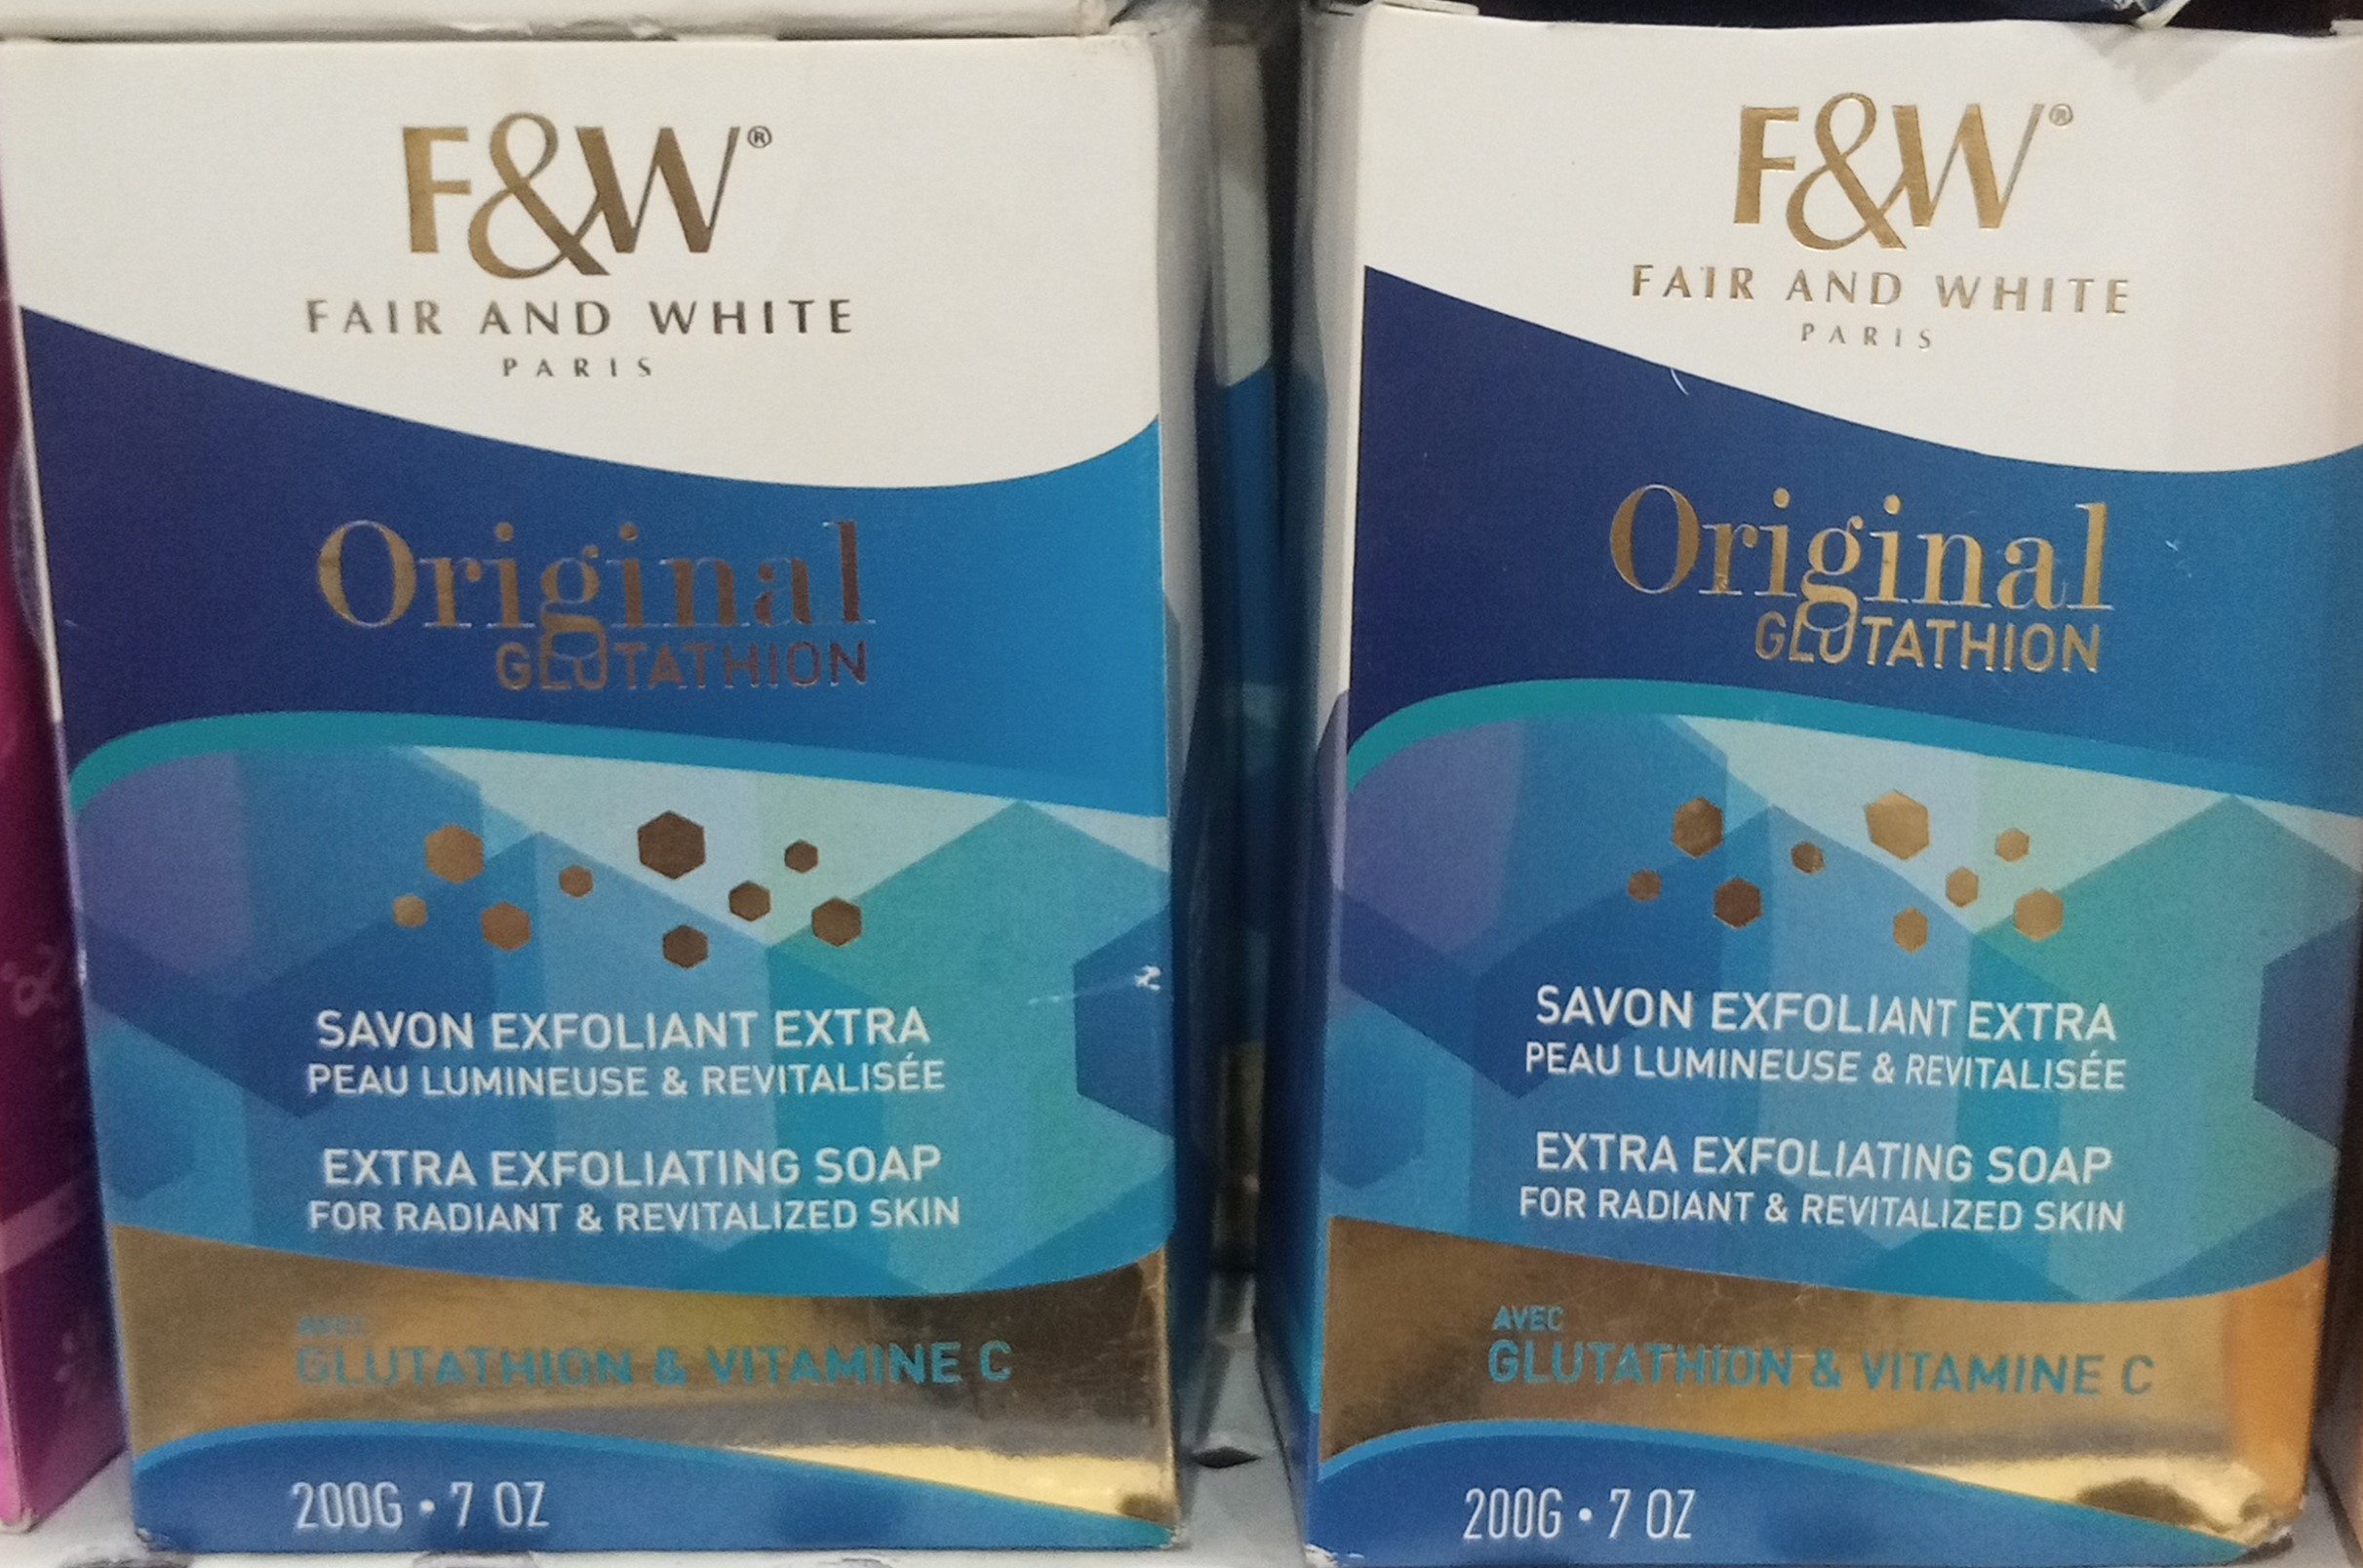 F&W®
FAIR AND WHITE
PARIS
Original
GLUTATHION
SAVON EXFOLIANT EXTRA
PEAU LUMINEUSE & REVITALISÉE
EXTRA EXFOLIATING SOAP
FOR RADIANT & REVITALIZED SKIN
AVEC
GLUTATHION & VITAMINE C
200G • 7 OZ
F&W®
FAIR AND WHITE
PARIS
Original
GLUTATHION
SAVON EXFOLIANT EXTRA
PEAU LUMINEUSE & REVITALISÉE
EXTRA EXFOLIATING SOAP
FOR RADIANT & REVITALIZED SKIN
AVEC
GLUTATHION & VITAMINE C
200G • 7 OZ